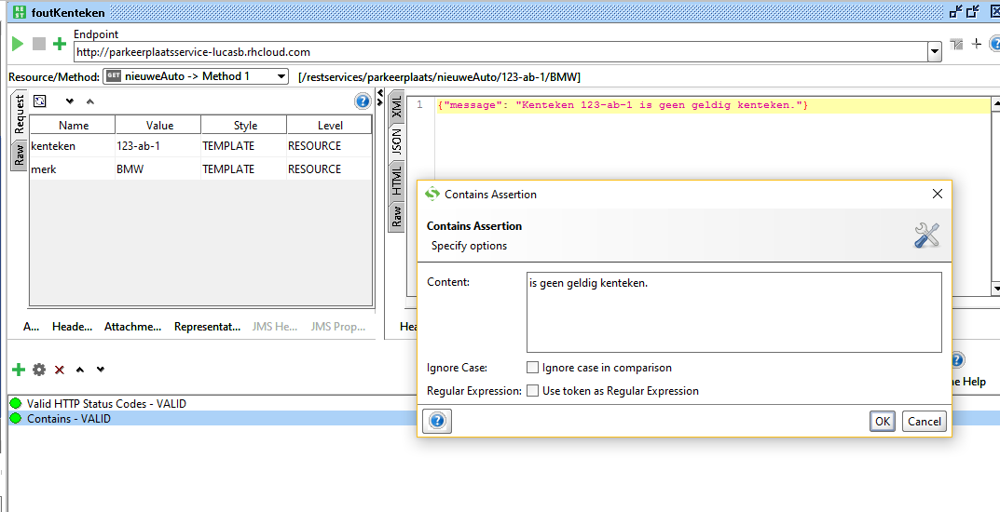 foutKenteken
Endpoint
http://parkeerplaatsservice-lucasb.rhcloud.com
Resource/Method: GET nieuweAuto -> Method 1 [/restservices/parkeerplaats/nieuweAuto/123-ab-1/BMW]
Request
Raw
Name Value Style Level
kenteken 123-ab-1 TEMPLATE RESOURCE
merk BMW TEMPLATE RESOURCE
A... Heade... Attachme... Representat... JMS He... JMS Prop...
XML
JSON
HTML
Raw
1 {"message": "Kenteken 123-ab-1 is geen geldig kenteken."}
Hea
Contains Assertion
Contains Assertion
Specify options
Content: is geen geldig kenteken.
Ignore Case: Ignore case in comparison
Regular Expression: Use token as Regular Expression
OK Cancel
ne Help
Valid HTTP Status Codes - VALID
Contains - VALID